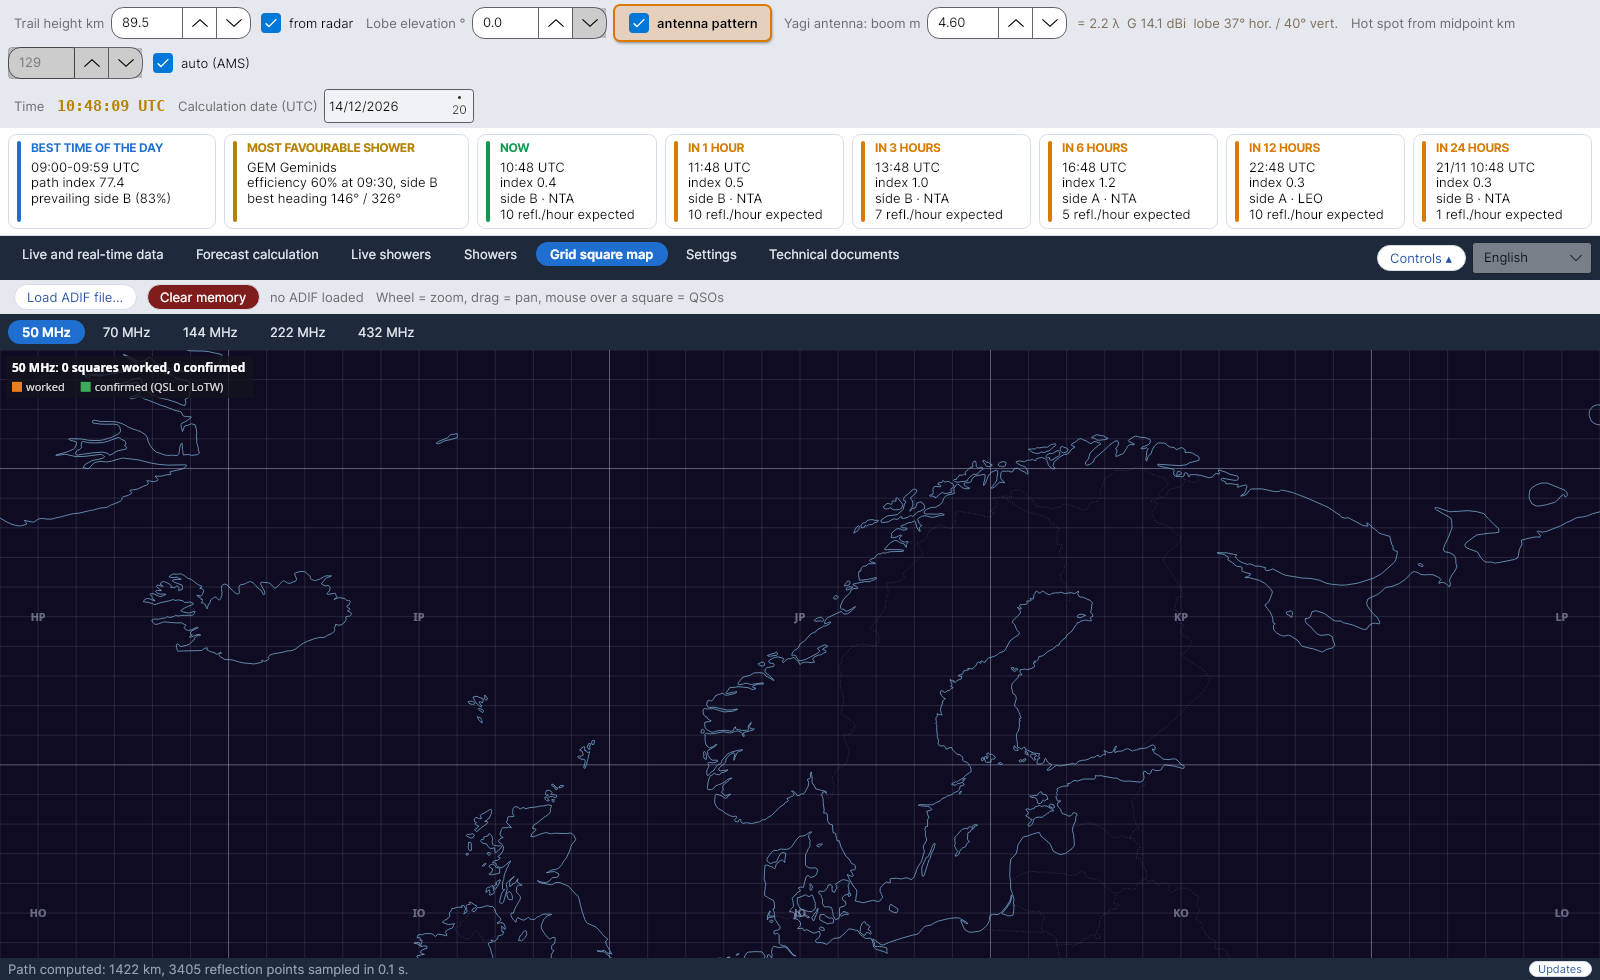 Trail height km 89.5 from radar Lobe elevation ° 0.0 antenna pattern Yagi antenna: boom m 4.60 = 2.2 λ G 14.1 dBi lobe 37° hor. / 40° vert. Hot spot from midpoint km
129 auto (AMS)
Time 10:48:09 UTC Calculation date (UTC) 14/12/2026 20
BEST TIME OF THE DAY
09:00-09:59 UTC
path index 77.4
prevailing side B (83%)
MOST FAVOURABLE SHOWER
GEM Geminids
efficiency 60% at 09:30, side B
best heading 146° / 326°
NOW
10:48 UTC
index 0.4
side B · NTA
10 refl./hour expected
IN 1 HOUR
11:48 UTC
index 0.5
side B · NTA
10 refl./hour expected
IN 3 HOURS
13:48 UTC
index 1.0
side B · NTA
7 refl./hour expected
IN 6 HOURS
16:48 UTC
index 1.2
side A · NTA
5 refl./hour expected
IN 12 HOURS
22:48 UTC
index 0.3
side A · LEO
10 refl./hour expected
IN 24 HOURS
21/11 10:48 UTC
index 0.3
side B · NTA
1 refl./hour expected
Live and real-time data Forecast calculation Live showers Showers Grid square map Settings Technical documents Controls ▴ English
Load ADIF file... Clear memory no ADIF loaded Wheel = zoom, drag = pan, mouse over a square = QSOs
50 MHz 70 MHz 144 MHz 222 MHz 432 MHz
50 MHz: 0 squares worked, 0 confirmed
worked confirmed (QSL or LoTW)
HP IP JP KP LP
HO IO JO KO LO
Path computed: 1422 km, 3405 reflection points sampled in 0.1 s. Updates